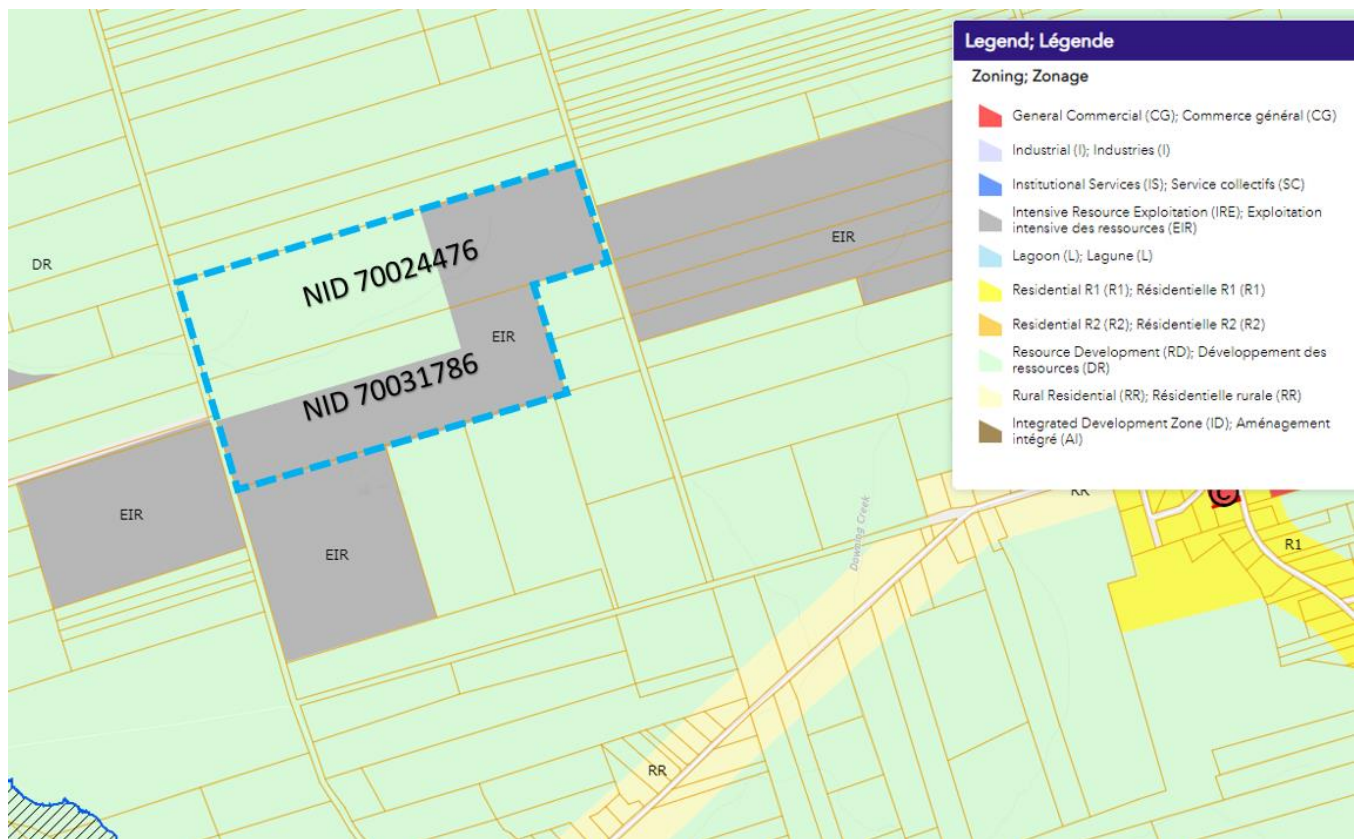 Legend; Légende
Zoning; Zonage
General Commercial (CG); Commerce général (CG)
Industrial (I); Industries (I)
Institutional Services (IS); Service collectifs (SC)
Intensive Resource Exploitation (IRE); Exploitation
intensive des ressources (EIR)
Lagoon (L); Lagune (L)
Residential R1 (R1); Résidentielle R1 (R1)
Residential R2 (R2); Résidentielle R2 (R2)
Resource Development (RD); Développement des
ressources (DR)
Rural Residential (RR); Résidentielle rurale (RR)
Integrated Development Zone (ID); Aménagement
intégré (AI)
DR
NID 70024476
EIR
EIR
NID 70031786
EIR
EIR
RR
C
R1
Downing Creek
RR